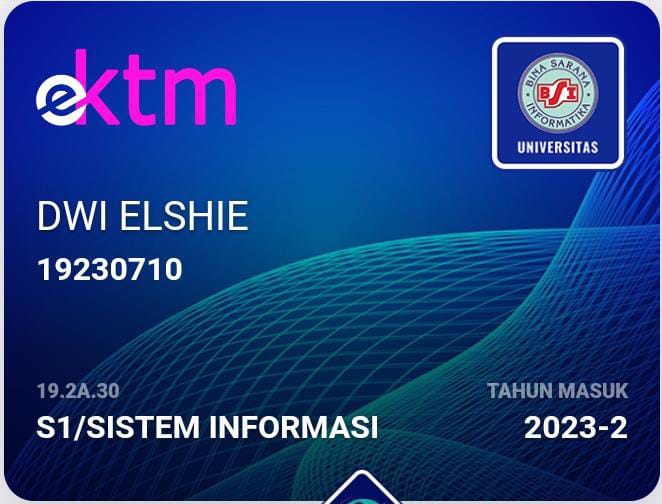 ektm
BINA SARANA
BSI
INFORMATIKA
UNIVERSITAS
DWI ELSHIE
19230710
19.2A.30
TAHUN MASUK
S1/SISTEM INFORMASI
2023-2